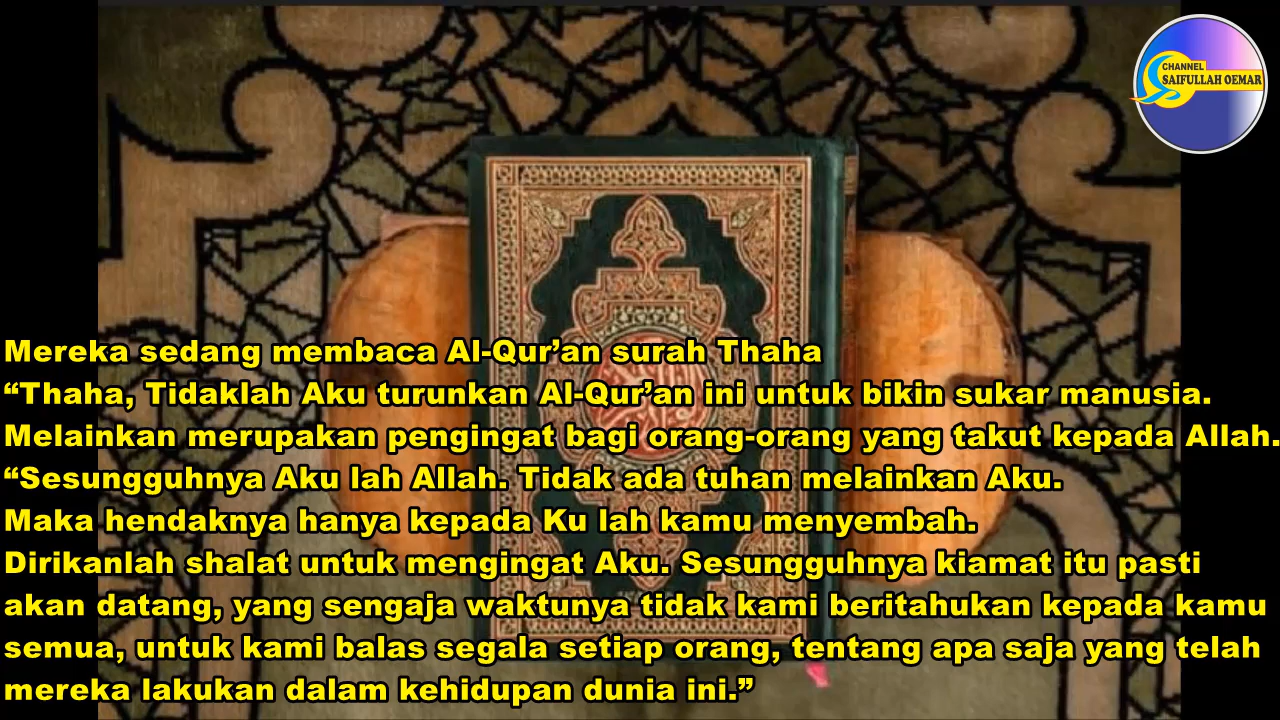 CHANNEL
SAIFULLAH OEMAR
Mereka sedang membaca Al-Qur’an surah Thaha
“Thaha, Tidaklah Aku turunkan Al-Qur’an ini untuk bikin sukar manusia.
Melainkan merupakan pengingat bagi orang-orang yang takut kepada Allah.
“Sesungguhnya Aku lah Allah. Tidak ada tuhan melainkan Aku.
Maka hendaknya hanya kepada Ku lah kamu menyembah.
Dirikanlah shalat untuk mengingat Aku. Sesungguhnya kiamat itu pasti
akan datang, yang sengaja waktunya tidak kami beritahukan kepada kamu
semua, untuk kami balas segala setiap orang, tentang apa saja yang telah
mereka lakukan dalam kehidupan dunia ini.”